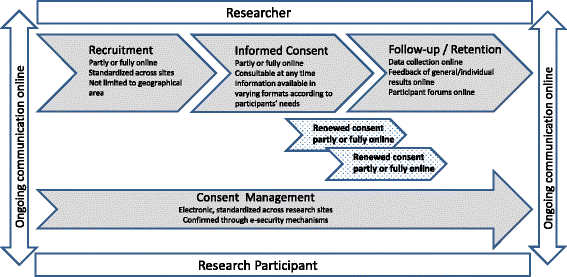 Researcher
Ongoing communication online
Recruitment
Partly or fully online
Standardized across sites
Not limited to geographical
area
Informed Consent
Partly or fully online
Consultable at any time
Information available in
varying formats according to
participants' needs
Follow-up / Retention
Data collection online
Feedback of general/individual
results online
Participant forums online
Renewed consent
partly or fully online
Renewed consent
partly or fully online
Consent Management
Electronic, standardized across research sites
Confirmed through e-security mechanisms
Ongoing communication online
Research Participant